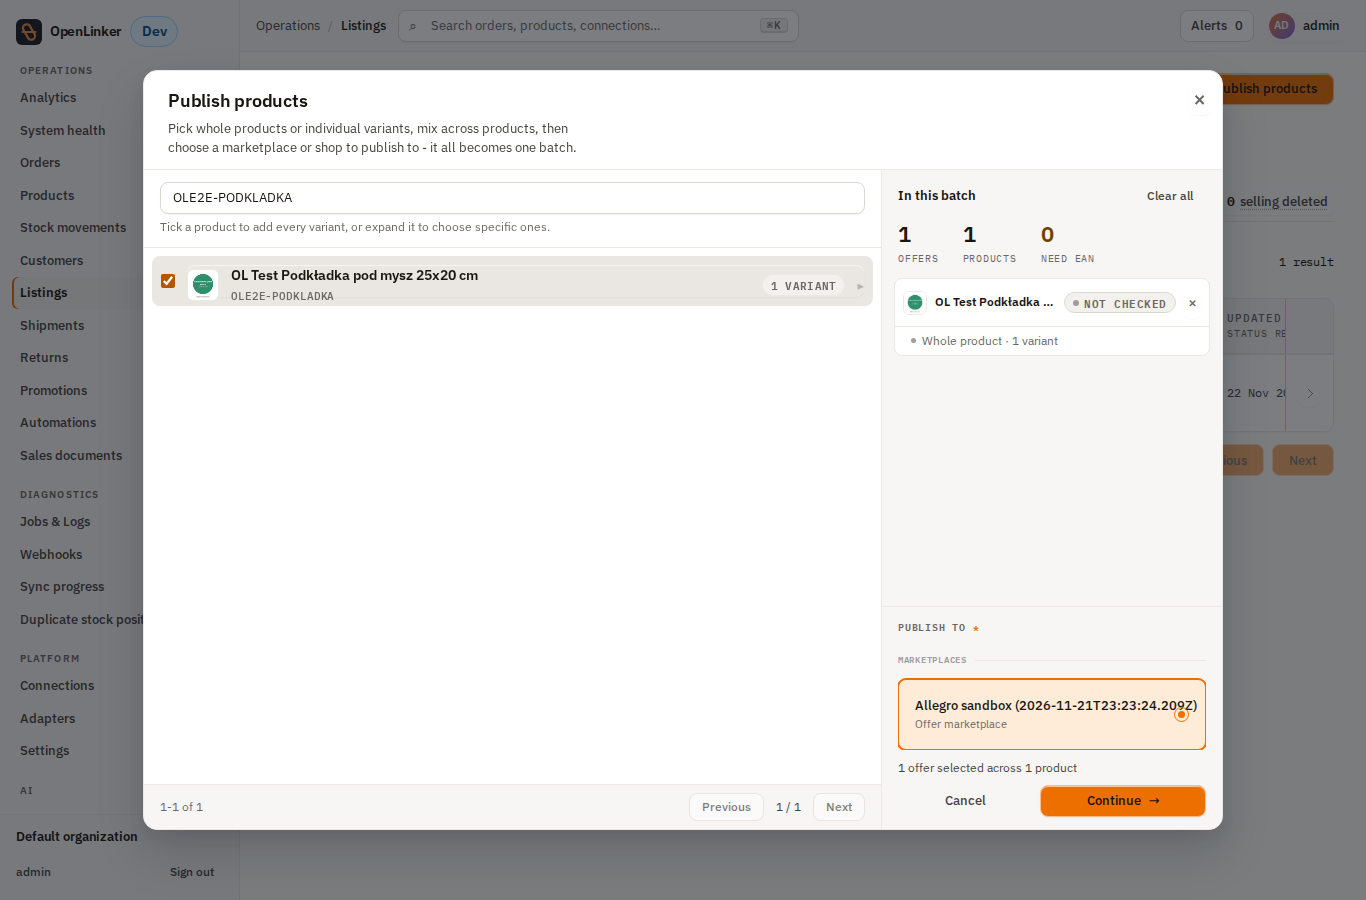 OpenLinker Dev
Operations / Listings
Search orders, products, connections... ⌘K
Alerts 0
AD admin
OPERATIONS
Analytics
System health
Orders
Products
Stock movements
Customers
Listings
Shipments
Returns
Promotions
Automations
Sales documents
DIAGNOSTICS
Jobs & Logs
Webhooks
Sync progress
Duplicate stock posit
PLATFORM
Connections
Adapters
Settings
AI
Default organization
admin Sign out
ublish products
0 selling deleted
1 result
UPDATED
STATUS RE
22 Nov 20
ious Next
Publish products
×
Pick whole products or individual variants, mix across products, then
choose a marketplace or shop to publish to - it all becomes one batch.
OLE2E-PODKLADKA
Tick a product to add every variant, or expand it to choose specific ones.
OL Test Podkładka pod mysz 25x20 cm
OLE2E-PODKLADKA
1 VARIANT
1-1 of 1
Previous 1 / 1 Next
In this batch Clear all
1 1 0
OFFERS PRODUCTS NEED EAN
OL Test Podkładka ... NOT CHECKED ×
Whole product · 1 variant
PUBLISH TO ★
MARKETPLACES
Allegro sandbox (2026-11-21T23:23:24.209Z)
Offer marketplace
1 offer selected across 1 product
Cancel Continue →